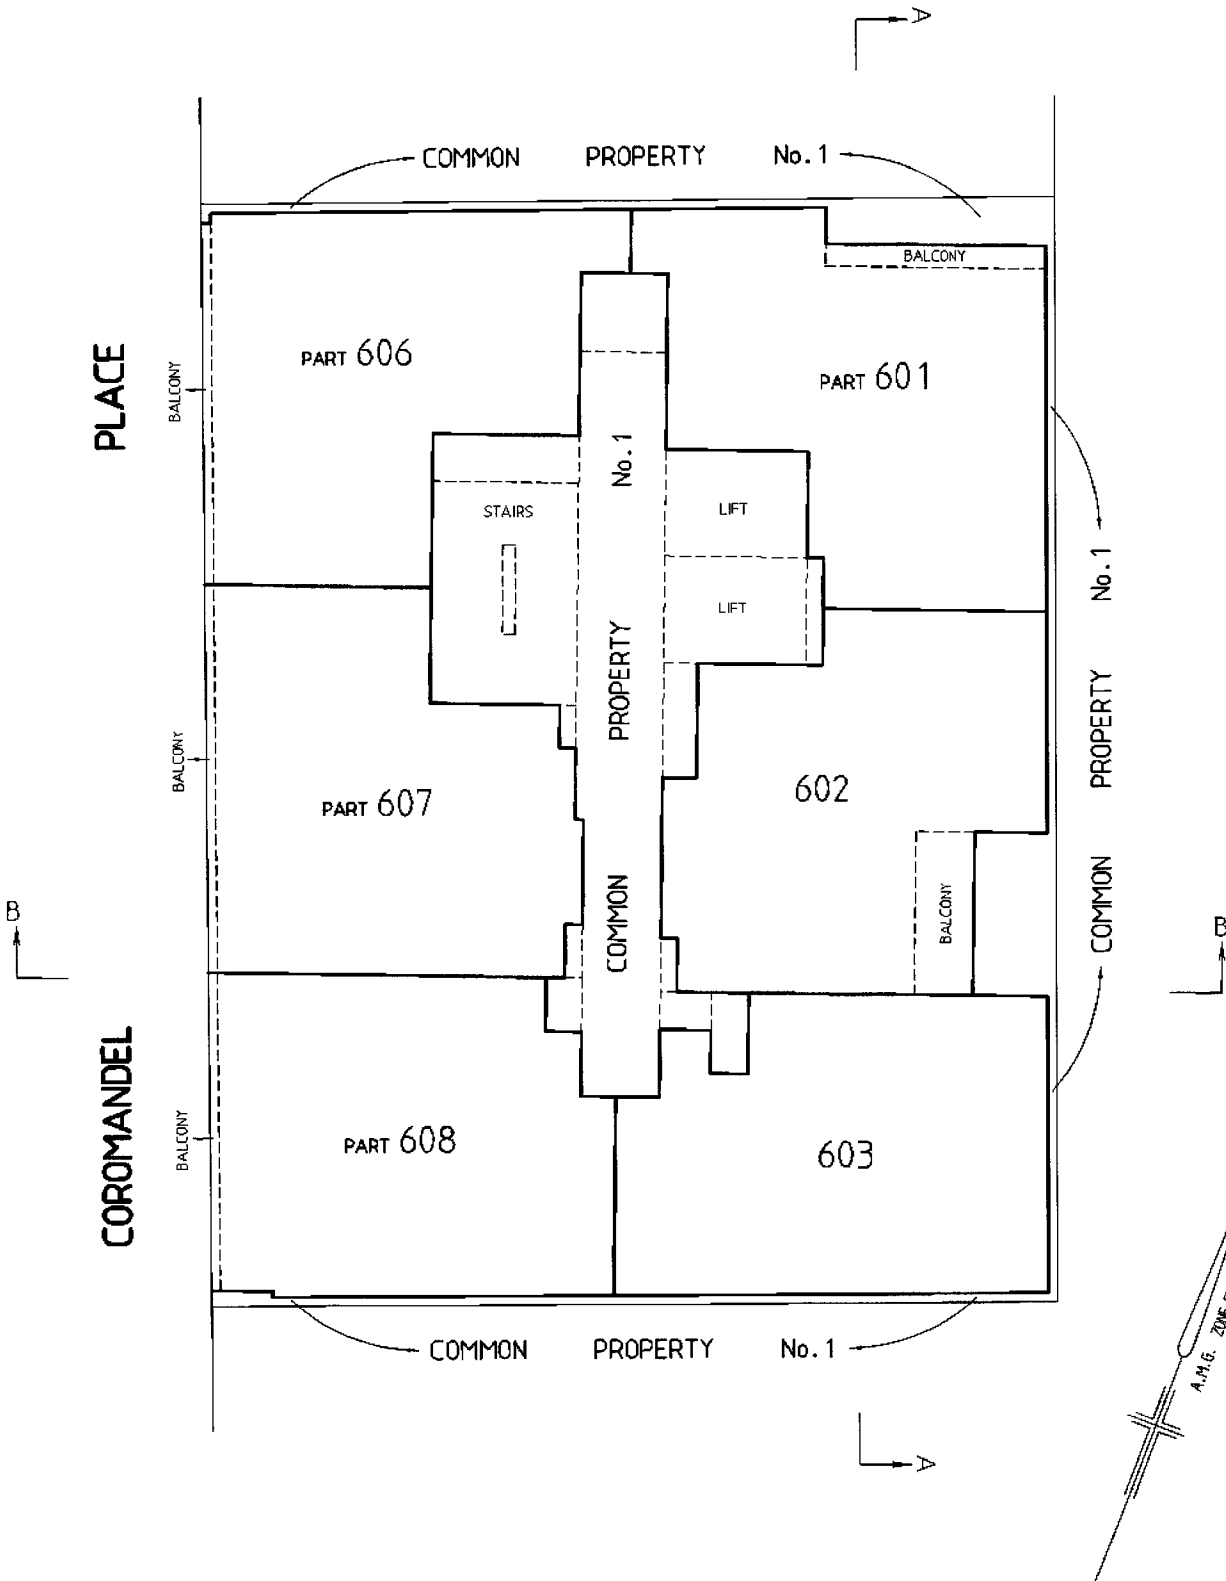 A
COMMON PROPERTY No. 1
BALCONY
PLACE
BALCONY
PART 606
PART 601
No. 1
STAIRS
LIFT
LIFT
No. 1
PROPERTY
PROPERTY
BALCONY
PART 607
602
COMMON
BALCONY
COMMON
B
B
COROMANDEL
BALCONY
PART 608
603
COMMON PROPERTY No. 1
A
A.M.G. ZONE